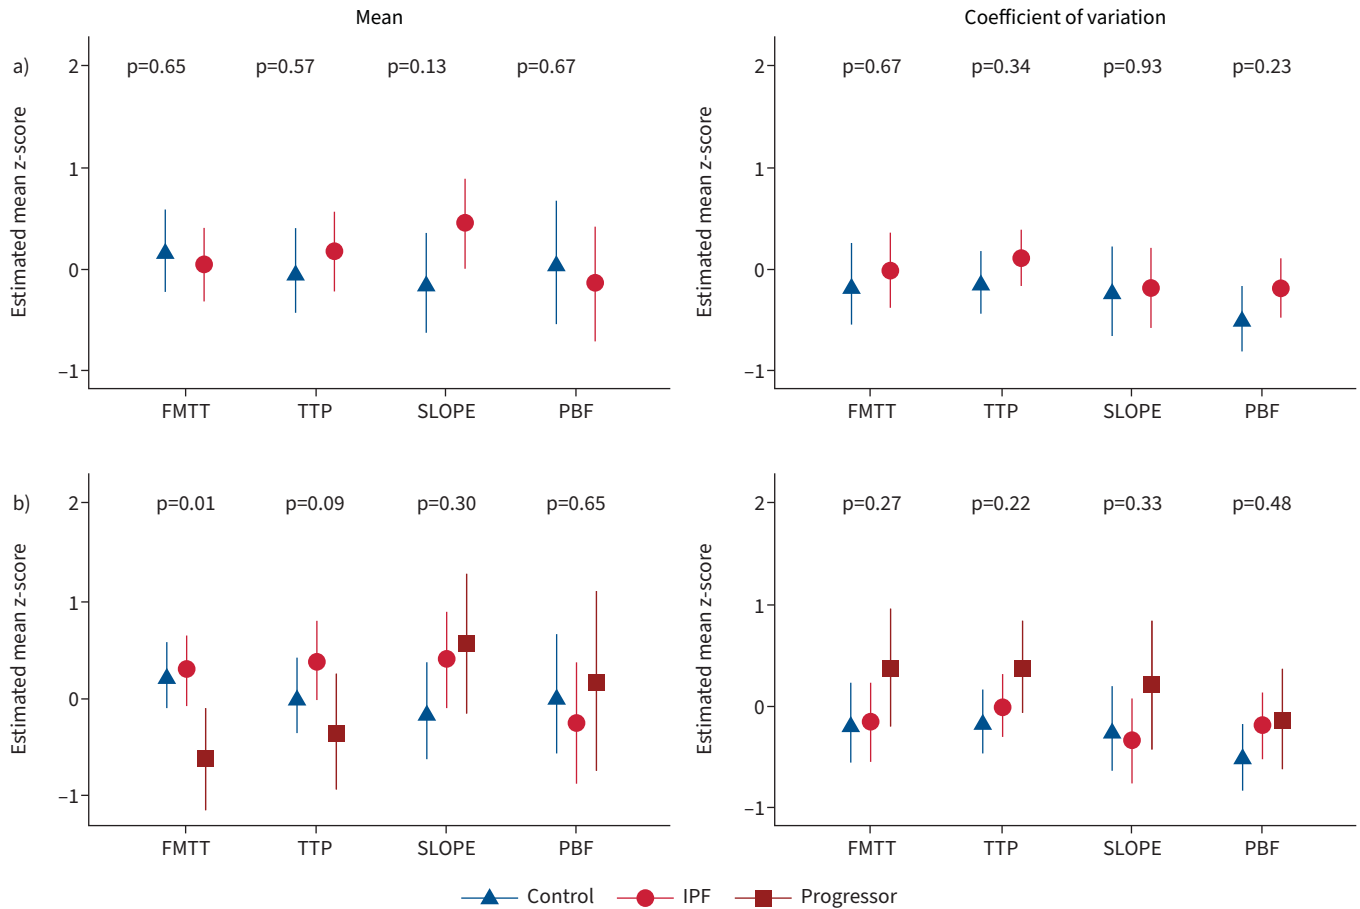 Mean
Coefficient of variation
a)
2
p=0.65 p=0.57 p=0.13 p=0.67
1
0
–1
Estimated mean z-score
FMTT TTP SLOPE PBF
2
p=0.67 p=0.34 p=0.93 p=0.23
1
0
–1
Estimated mean z-score
FMTT TTP SLOPE PBF
b)
2
p=0.01 p=0.09 p=0.30 p=0.65
1
0
–1
Estimated mean z-score
FMTT TTP SLOPE PBF
2
p=0.27 p=0.22 p=0.33 p=0.48
1
0
–1
Estimated mean z-score
FMTT TTP SLOPE PBF
Control IPF Progressor